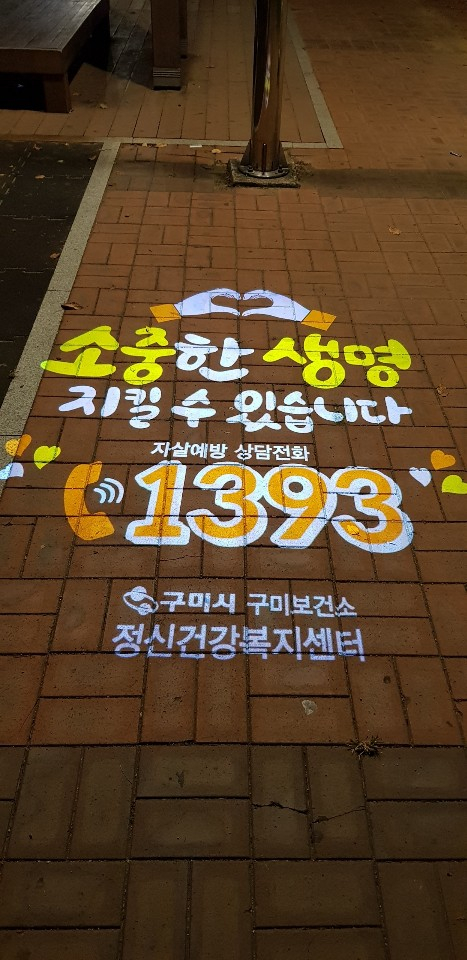 소중한 생명
지킬 수 있습니다
자살예방 상담전화
1393
구미시 구미보건소
정신건강복지센터